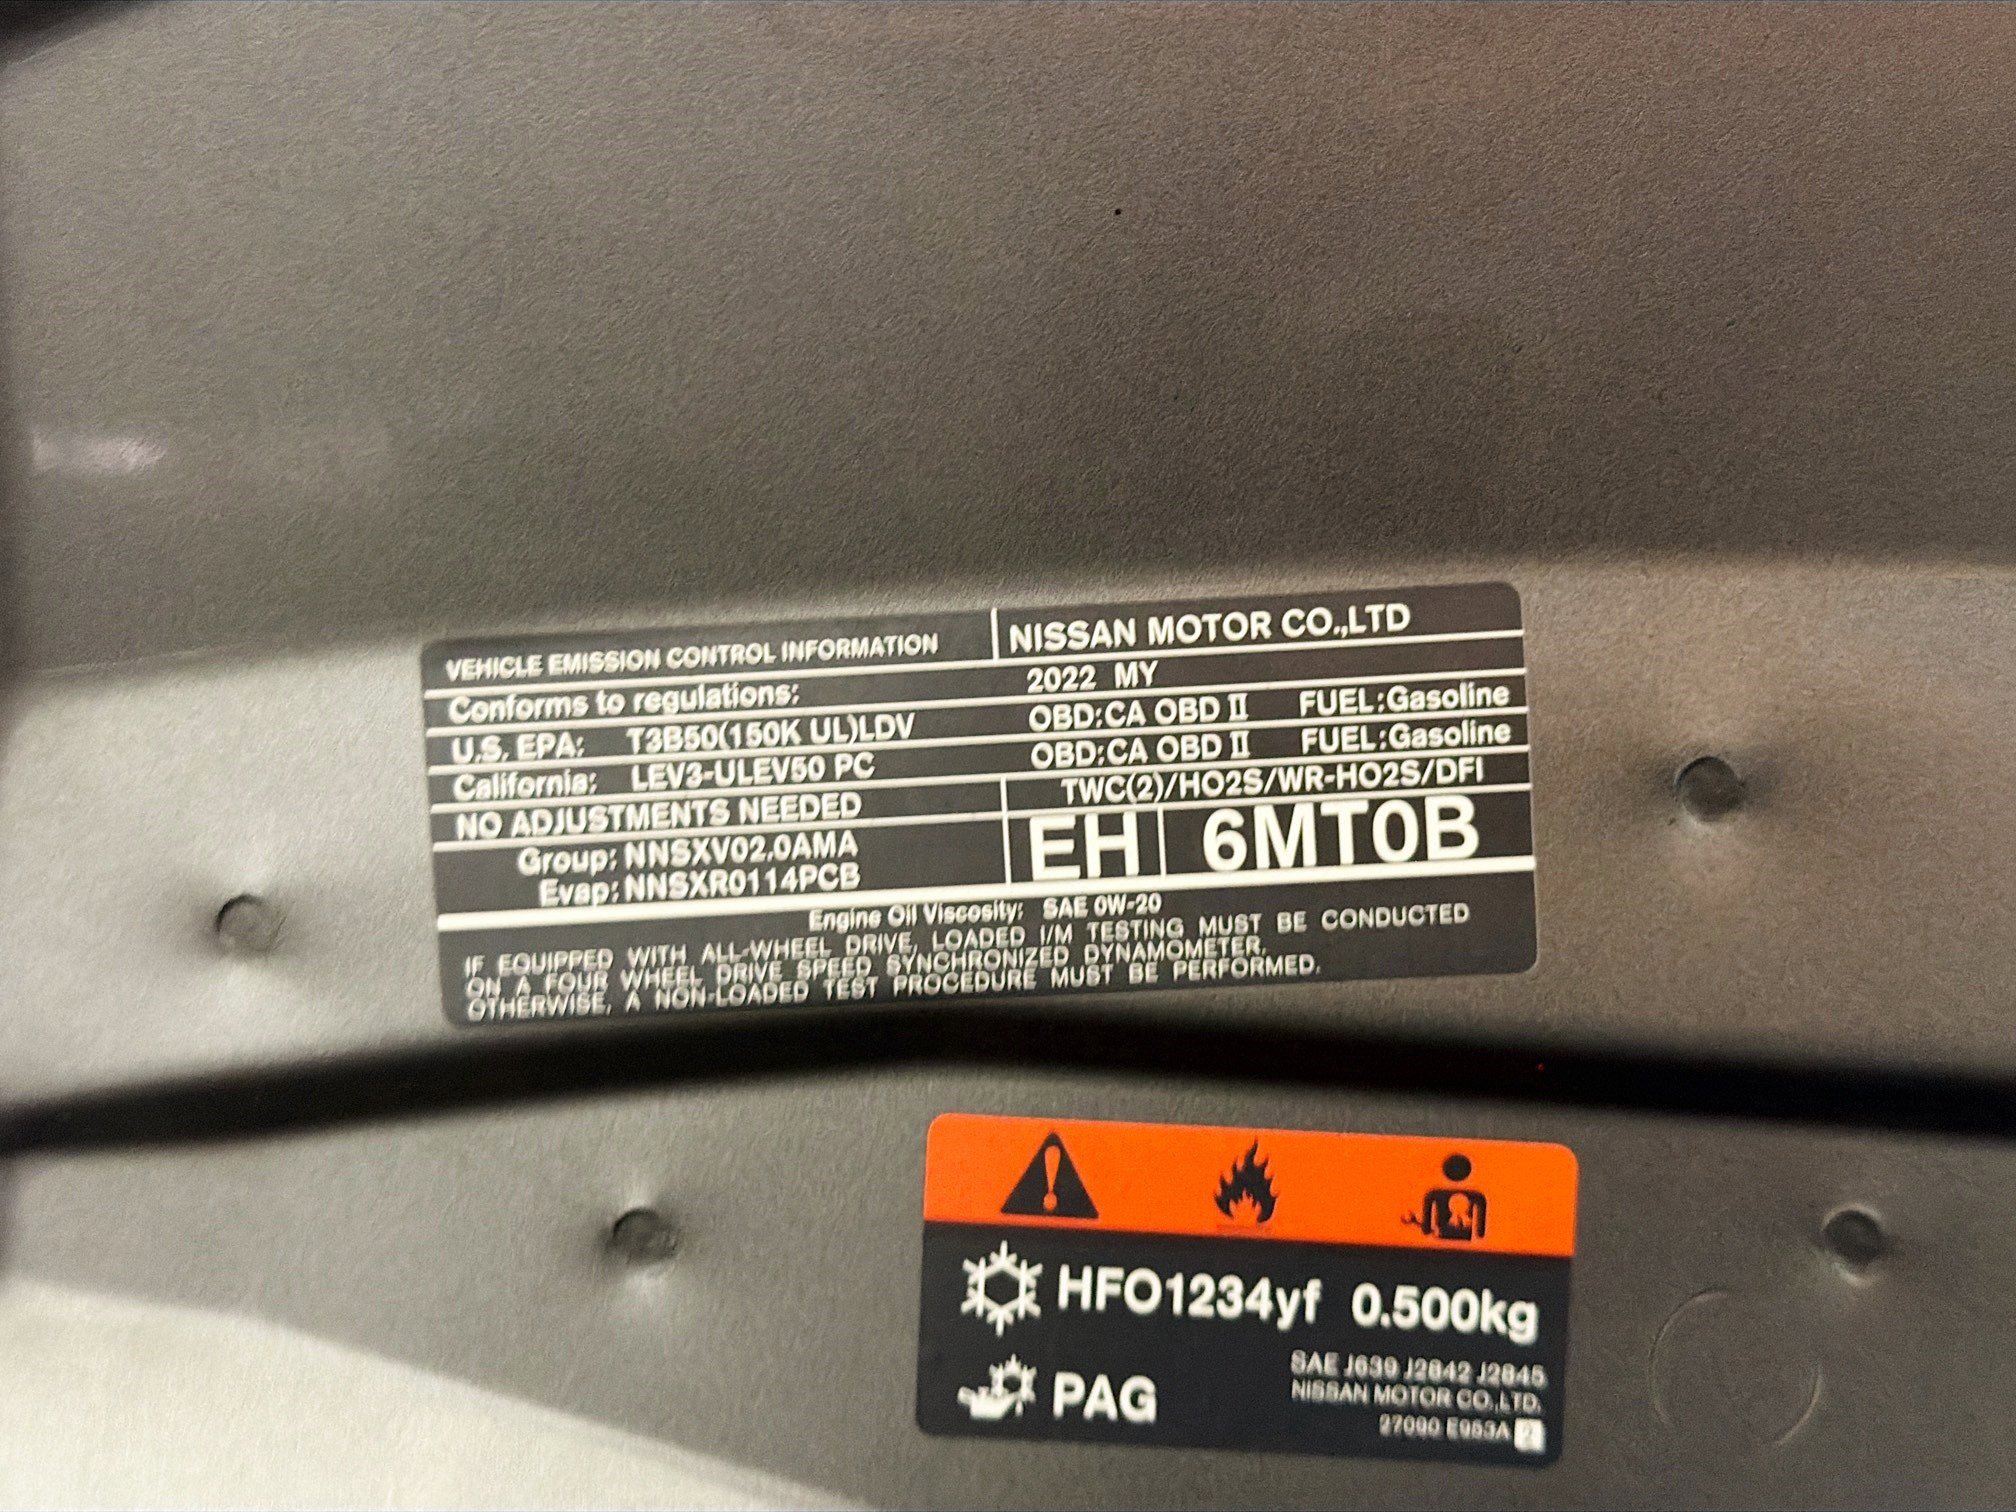 VEHICLE EMISSION CONTROL INFORMATION NISSAN MOTOR CO.,LTD
Conforms to regulations: 2022 MY
U.S. EPA: T3B50(150K UL)LDV OBD:CA OBD II FUEL:Gasoline
California: LEV3-ULEV50 PC OBD:CA OBD II FUEL:Gasoline
NO ADJUSTMENTS NEEDED TWC(2)/HO2S/WR-HO2S/DFI
Group: NNSXV02.0AMA EH 6MT0B
Evap: NNSXR0114PCB
Engine Oil Viscosity: SAE 0W-20
IF EQUIPPED WITH ALL-WHEEL DRIVE, LOADED I/M TESTING MUST BE CONDUCTED
ON A FOUR WHEEL DRIVE SPEED SYNCHRONIZED DYNAMOMETER.
OTHERWISE, A NON-LOADED TEST PROCEDURE MUST BE PERFORMED.
HFO1234yf 0.500kg
PAG
SAE J639 J2842 J2845
NISSAN MOTOR CO.,LTD.
27090 E953A 2